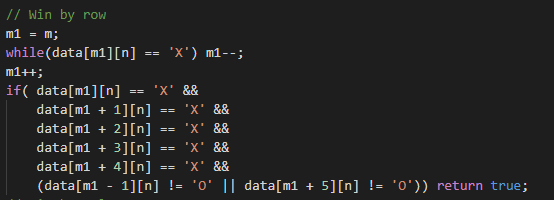 // Win by row
m1 = m;
while(data[m1][n] == 'X') m1--;
m1++;
if( data[m1][n] == 'X' &&
data[m1 + 1][n] == 'X' &&
data[m1 + 2][n] == 'X' &&
data[m1 + 3][n] == 'X' &&
data[m1 + 4][n] == 'X' &&
(data[m1 - 1][n] != 'O' || data[m1 + 5][n] != 'O')) return true;